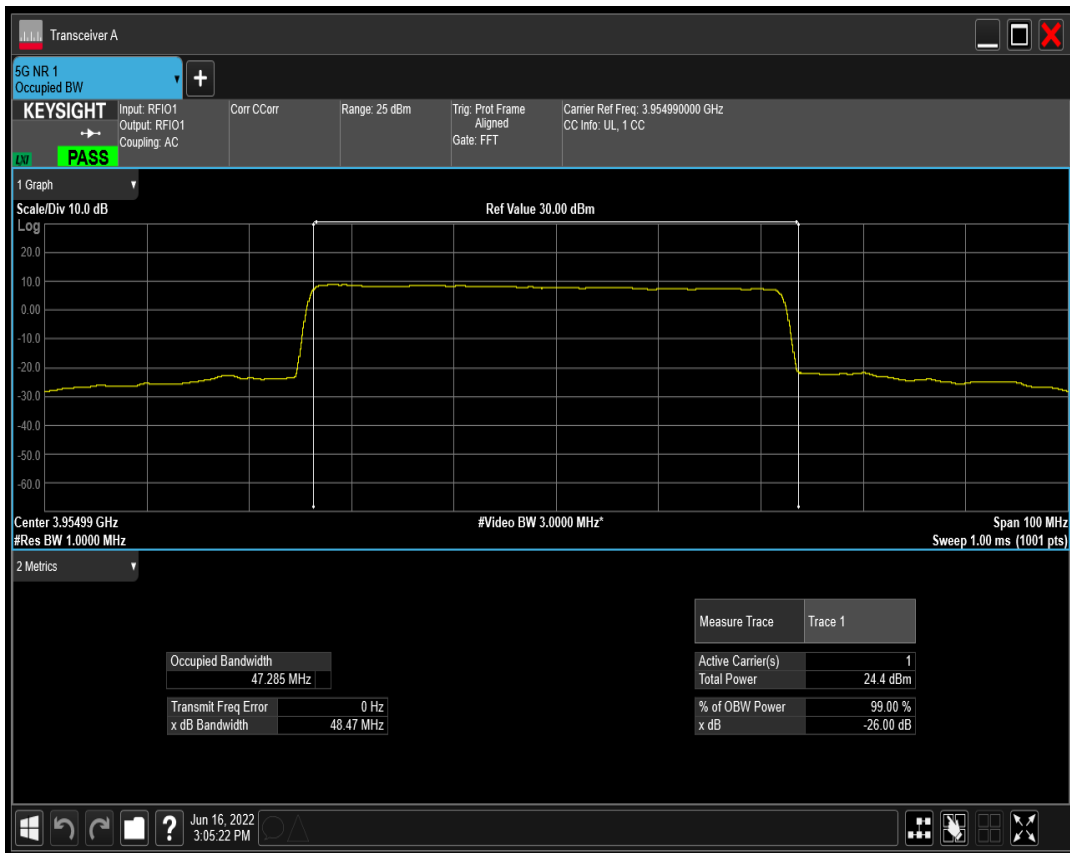 Transceiver A
5G NR 1
Occupied BW
+
KEYSIGHT
LXI
PASS
Input: RFIO1
Output: RFIO1
Coupling: AC
Corr CCorr
Range: 25 dBm
Trig: Prot Frame
Aligned
Gate: FFT
Carrier Ref Freq: 3.954990000 GHz
CC Info: UL, 1 CC
1 Graph
Scale/Div 10.0 dB
Ref Value 30.00 dBm
Log
20.0
10.0
0.00
-10.0
-20.0
-30.0
-40.0
-50.0
-60.0
Center 3.95499 GHz
#Video BW 3.0000 MHz*
Span 100 MHz
#Res BW 1.0000 MHz
Sweep 1.00 ms (1001 pts)
2 Metrics
Measure Trace Trace 1
Occupied Bandwidth
47.285 MHz
Active Carrier(s) 1
Total Power 24.4 dBm
Transmit Freq Error 0 Hz
x dB Bandwidth 48.47 MHz
% of OBW Power 99.00 %
x dB -26.00 dB
?
Jun 16, 2022
3:05:22 PM